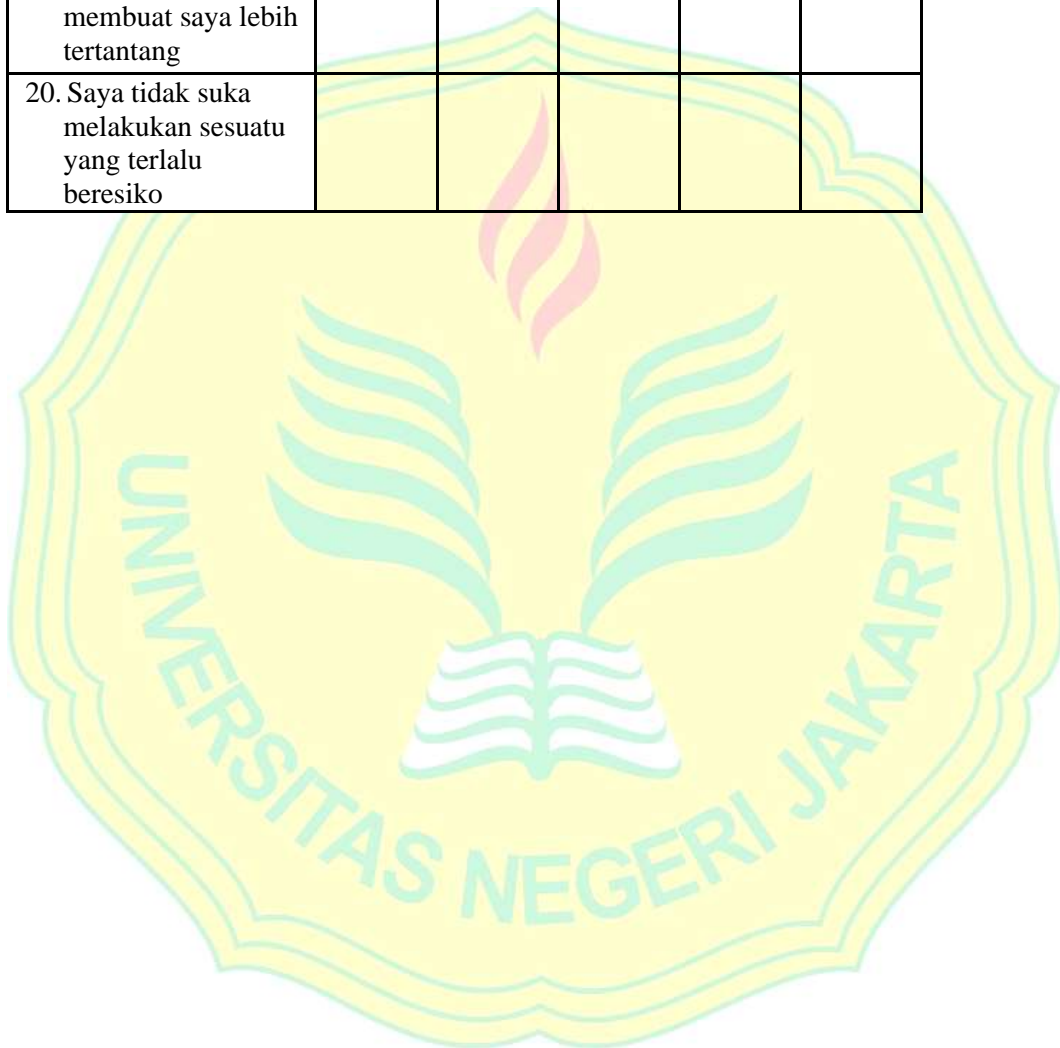 membuat saya lebih
tertantang
20. Saya tidak suka
melakukan sesuatu
yang terlalu
beresiko
UNIVERSITAS NEGERI JAKARTA